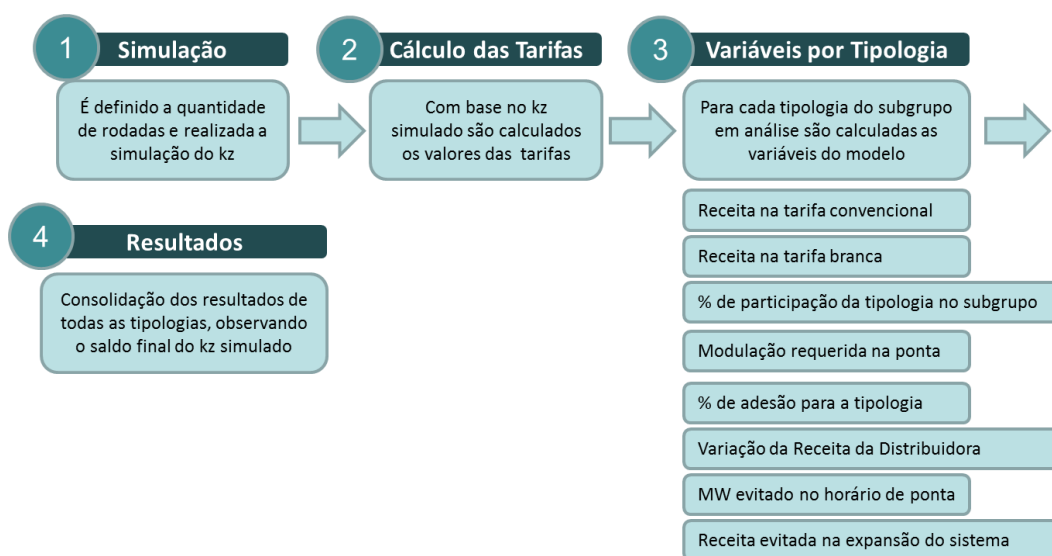 1
Simulação
É definido a quantidade
de rodadas e realizada a
simulação do kz
2
Cálculo das Tarifas
Com base no kz
simulado são calculados
os valores das tarifas
3
Variáveis por Tipologia
Para cada tipologia do subgrupo
em análise são calculadas as
variáveis do modelo
Receita na tarifa convencional
Receita na tarifa branca
% de participação da tipologia no subgrupo
Modulação requerida na ponta
% de adesão para a tipologia
Variação da Receita da Distribuidora
MW evitado no horário de ponta
Receita evitada na expansão do sistema
4
Resultados
Consolidação dos resultados de
todas as tipologias, observando
o saldo final do kz simulado